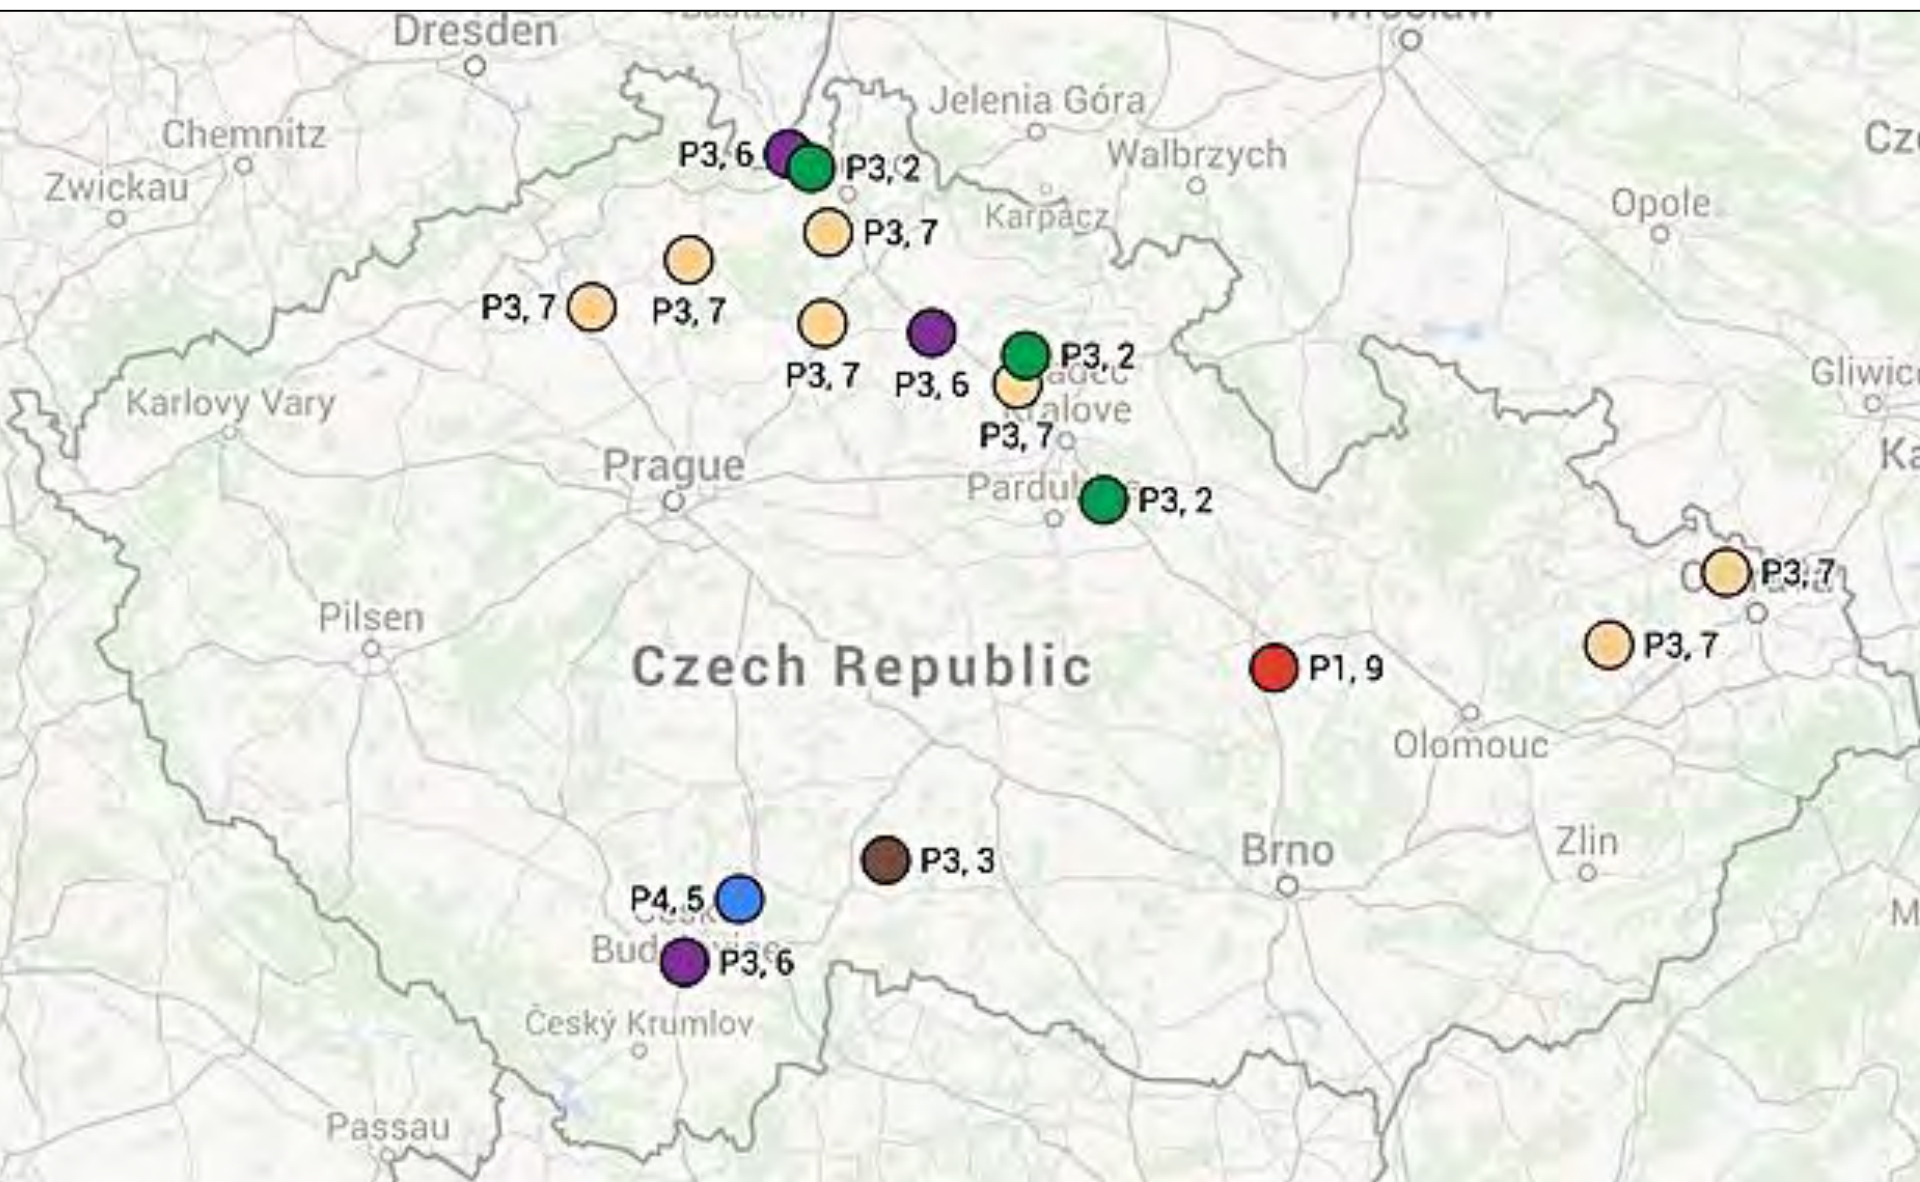 Dresden
Jelenia Góra
Chemnitz
P3, 6
P3, 2
Walbrzych
Zwickau
Karpacz
Opole
P3, 7
P3, 7
P3, 7
P3, 7
P3, 6
P3, 2
Karlovy Vary
P3, 7
Prague
P3, 2
P3, 7
Pilsen
Czech Republic
P1, 9
P3, 7
Olomouc
Brno
Zlin
P3, 3
P4, 5
P3, 6
Český Krumlov
Passau